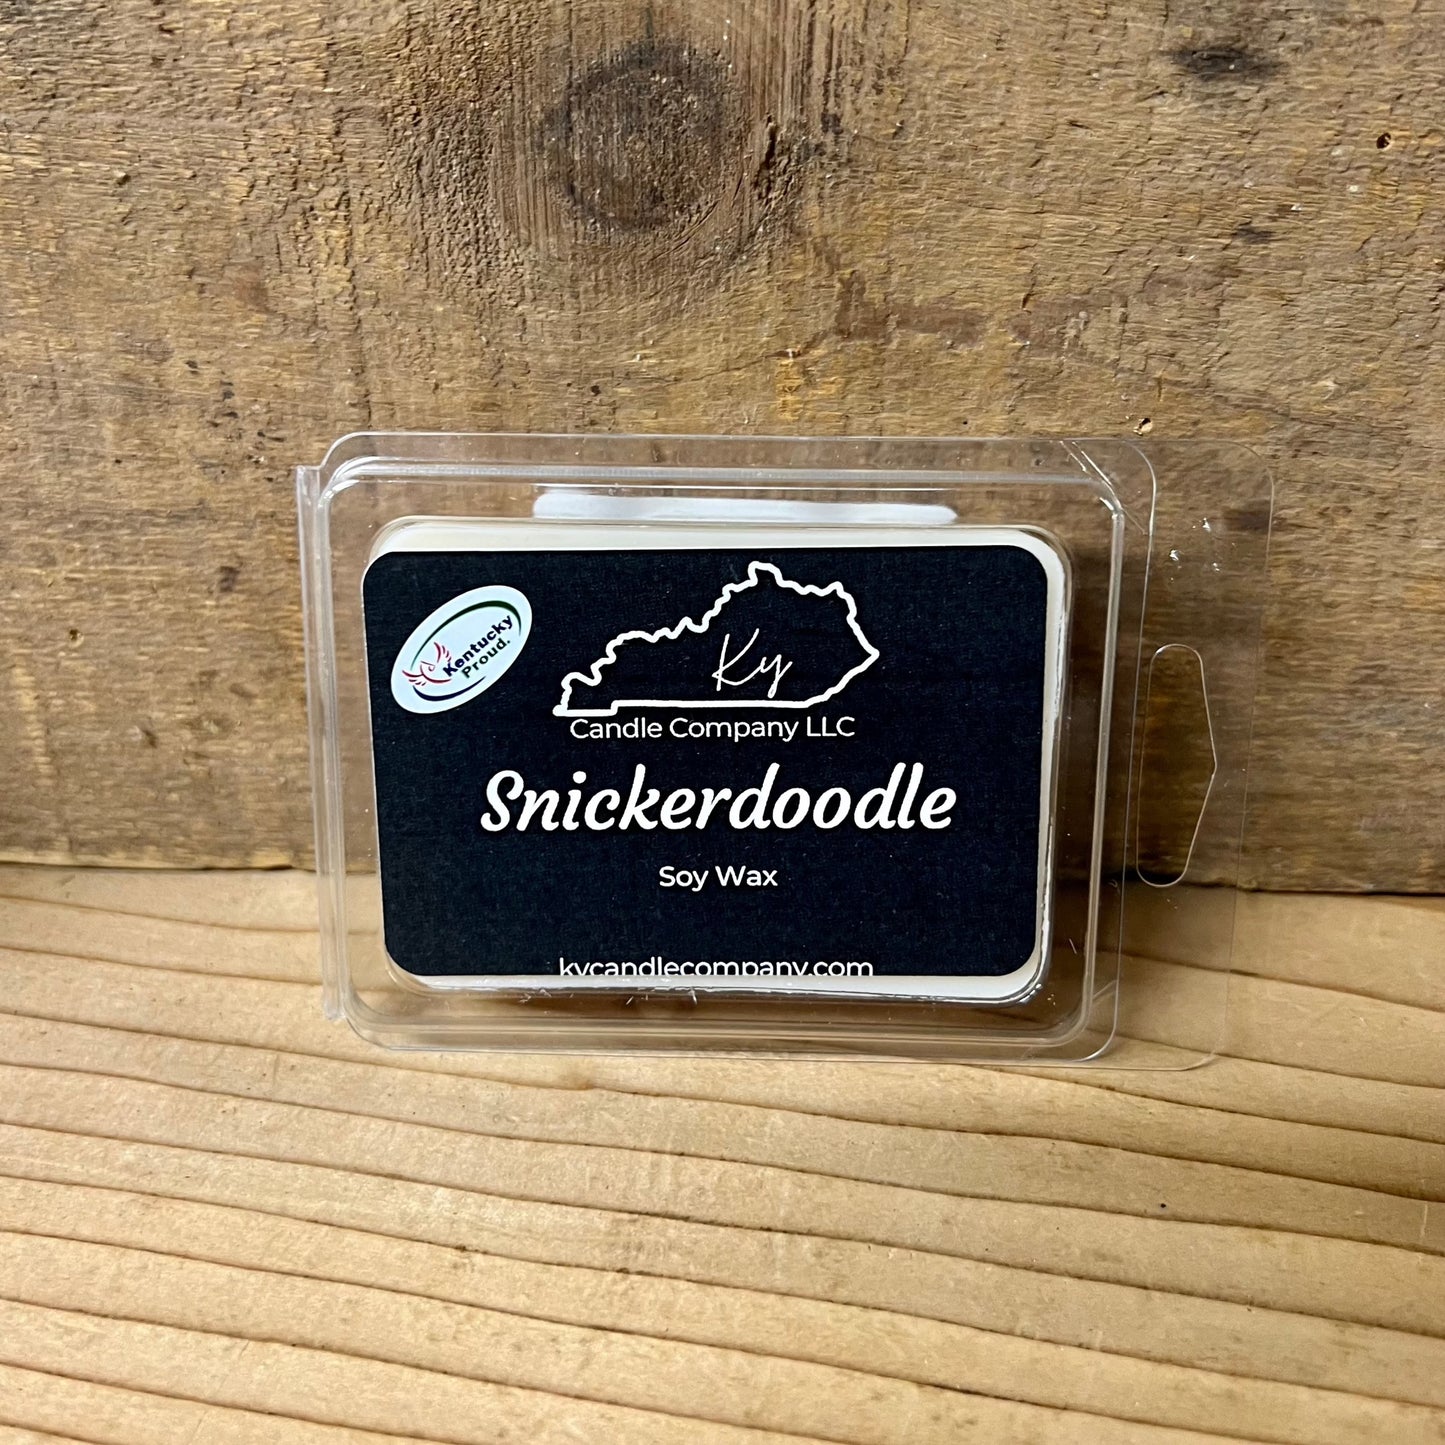 Kentucky
Proud.
Ky
Candle Company LLC
Snickerdoodle
Soy Wax
kycandlecompany.com